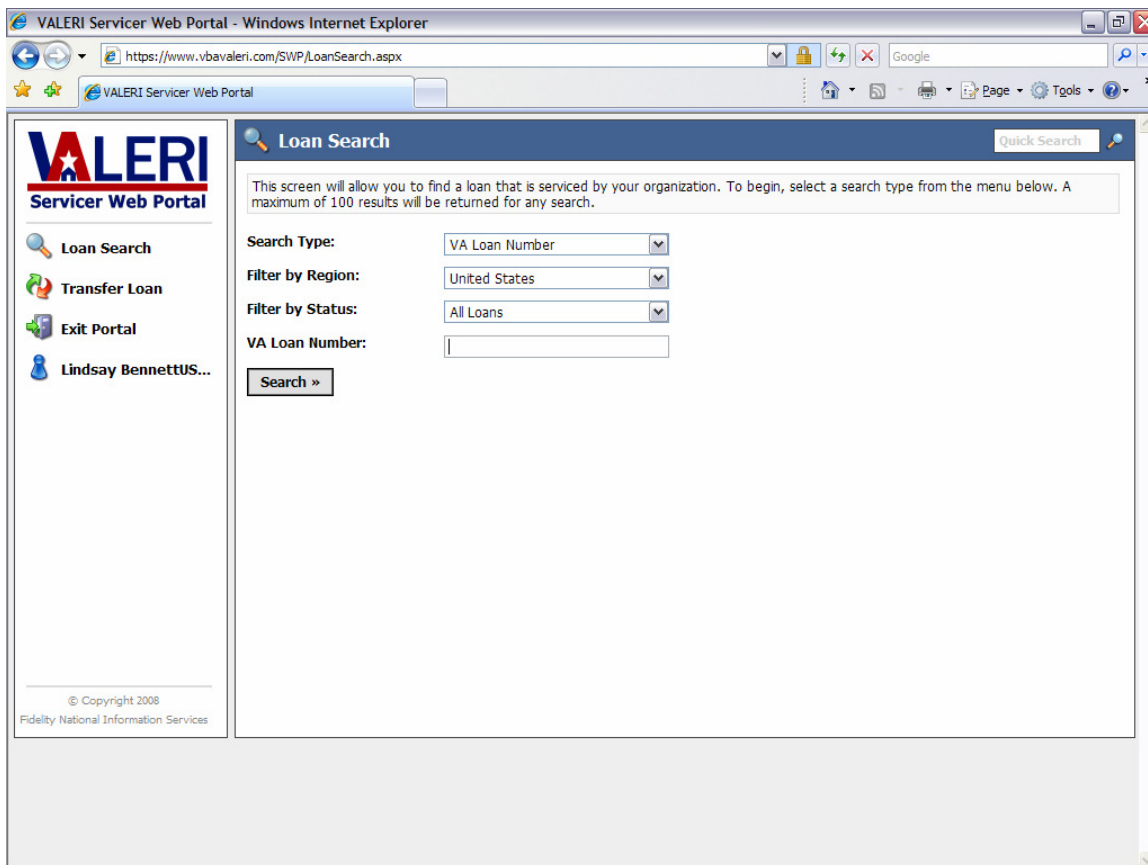 VALERI Servicer Web Portal - Windows Internet Explorer
https://www.vbavaleri.com/SWP/LoanSearch.aspx
Google
VALERI Servicer Web Portal
Page
Tools
VALERI
Servicer Web Portal
Loan Search
Transfer Loan
Exit Portal
Lindsay BennettUS...
© Copyright 2008
Fidelity National Information Services
Loan Search
Quick Search
This screen will allow you to find a loan that is serviced by your organization. To begin, select a search type from the menu below. A
maximum of 100 results will be returned for any search.
Search Type: VA Loan Number
Filter by Region: United States
Filter by Status: All Loans
VA Loan Number:
Search »